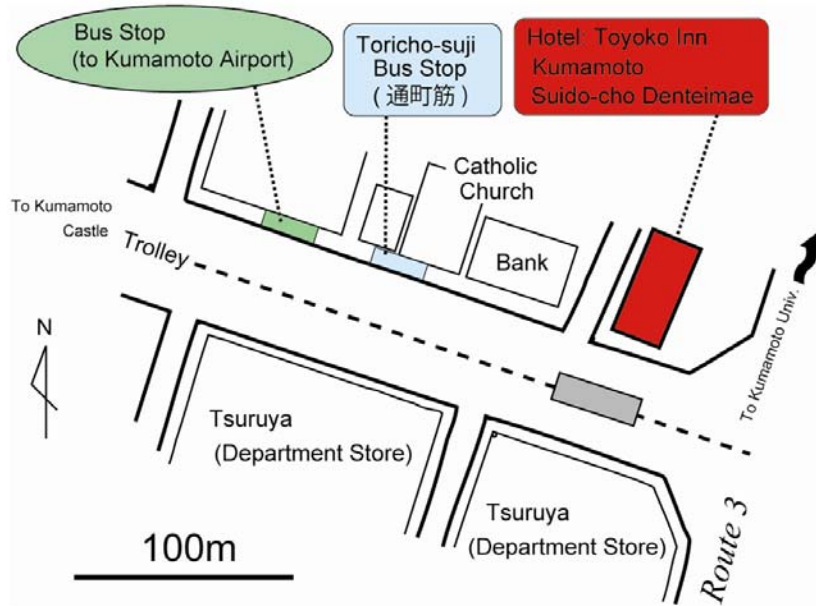 Bus Stop
(to Kumamoto Airport)
Toricho-suji
Bus Stop
(通町筋)
Hotel: Toyoko Inn
Kumamoto
Suido-cho Denteimae
Catholic
Church
To Kumamoto
Castle
Trolley
Bank
To Kumamoto Univ.
N
Tsuruya
(Department Store)
Tsuruya
(Department Store)
Route 3
100m